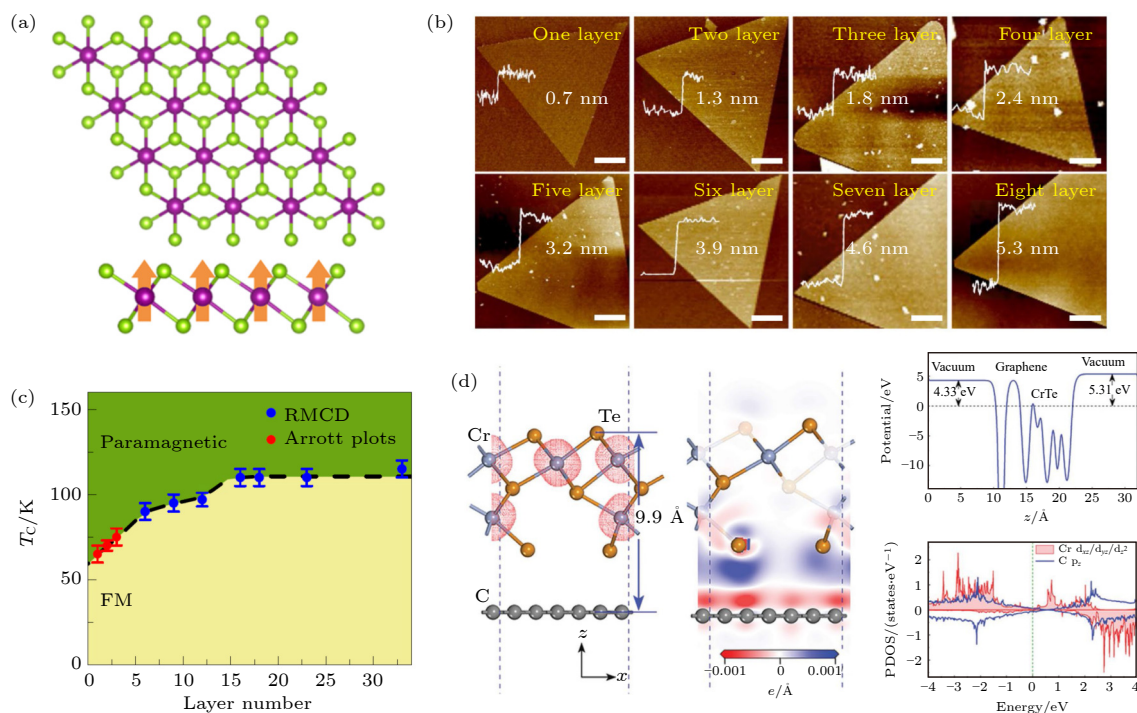 (a)
(b)
One layer
0.7 nm
Two layer
1.3 nm
Three layer
1.8 nm
Four layer
2.4 nm
Five layer
3.2 nm
Six layer
3.9 nm
Seven layer
4.6 nm
Eight layer
5.3 nm
(c)
150
100
50
0
TC/K
Paramagnetic
RMCD
Arrott plots
FM
0 5 10 15 20 25 30
Layer number
(d)
Cr
Te
9.9 Å
C
z
x
−0.001 0 0.001
e/Å
Vacuum
Graphene
Vacuum
4.33 eV
CrTe
5.31 eV
5
0
−5
−10
Potential/eV
0 5 10 15 20 25 30
z/Å
Cr dxz/dyz/dz²
C pz
2
1
0
1
2
PDOS/(states·eV⁻¹)
−4 −3 −2 −1 0 1 2 3 4
Energy/eV